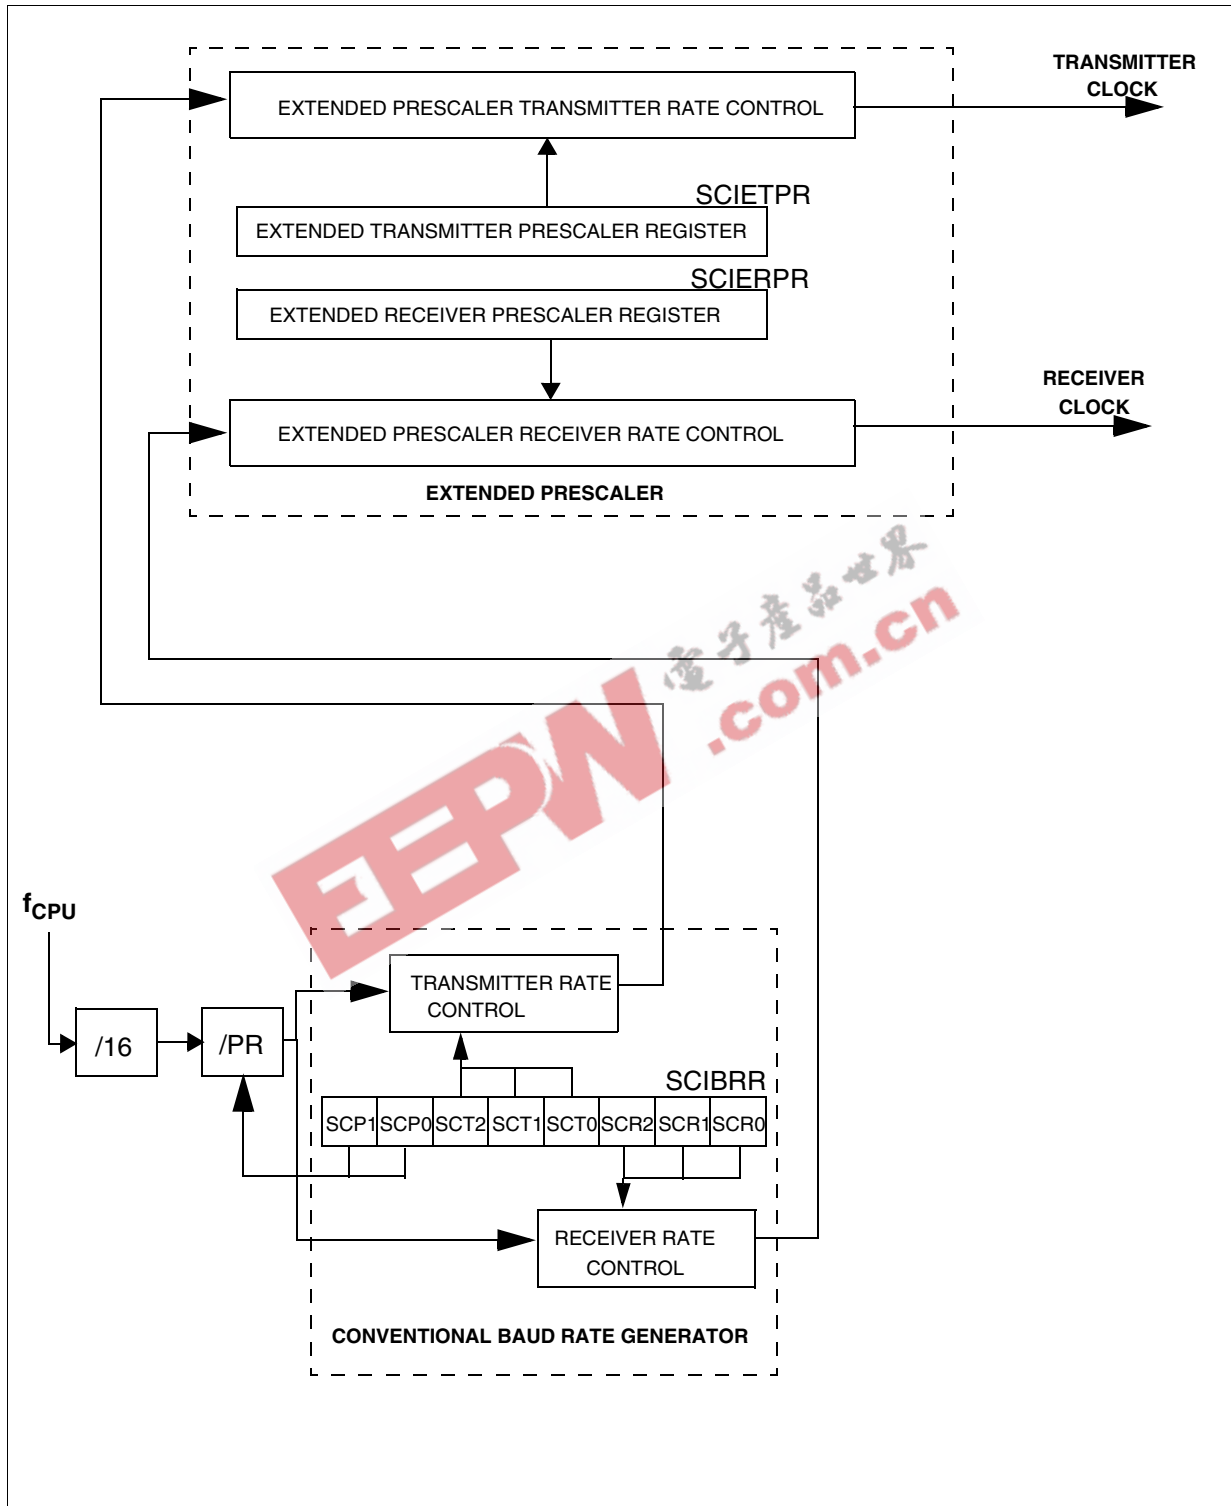 TRANSMITTER
CLOCK
EXTENDED PRESCALER TRANSMITTER RATE CONTROL
SCIETPR
EXTENDED TRANSMITTER PRESCALER REGISTER
SCIERPR
EXTENDED RECEIVER PRESCALER REGISTER
RECEIVER
CLOCK
EXTENDED PRESCALER RECEIVER RATE CONTROL
EXTENDED PRESCALER
電子產品世界
.com.cn
EEPW
fCPU
TRANSMITTER RATE
CONTROL
/16
/PR
SCIBRR
SCP1 SCP0 SCT2 SCT1 SCT0 SCR2 SCR1 SCR0
RECEIVER RATE
CONTROL
CONVENTIONAL BAUD RATE GENERATOR